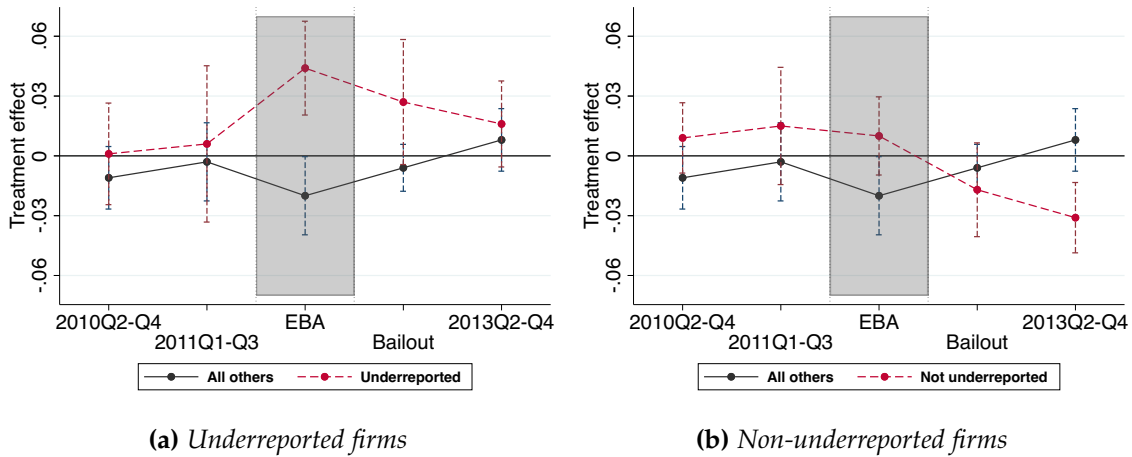 Treatment effect
.06
.03
0
-.03
-.06
2010Q2-Q4
2011Q1-Q3
EBA
Bailout
2013Q2-Q4
All others
Underreported
(a) Underreported firms
Treatment effect
.06
.03
0
-.03
-.06
2010Q2-Q4
2011Q1-Q3
EBA
Bailout
2013Q2-Q4
All others
Not underreported
(b) Non-underreported firms